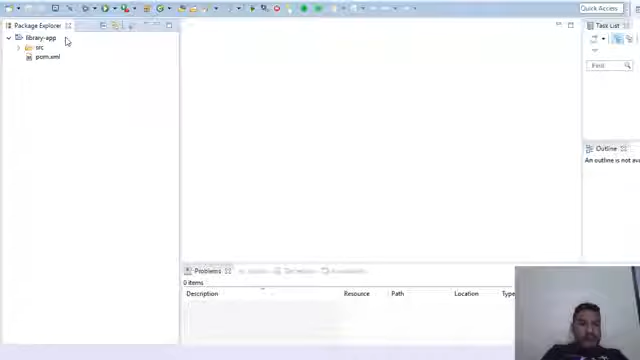 Quick Access
Package Explorer
Task List
library-app
src
pom.xml
Find
Outline
An outline is not ava
Problems
0 items
Description
Resource
Path
Location
Type